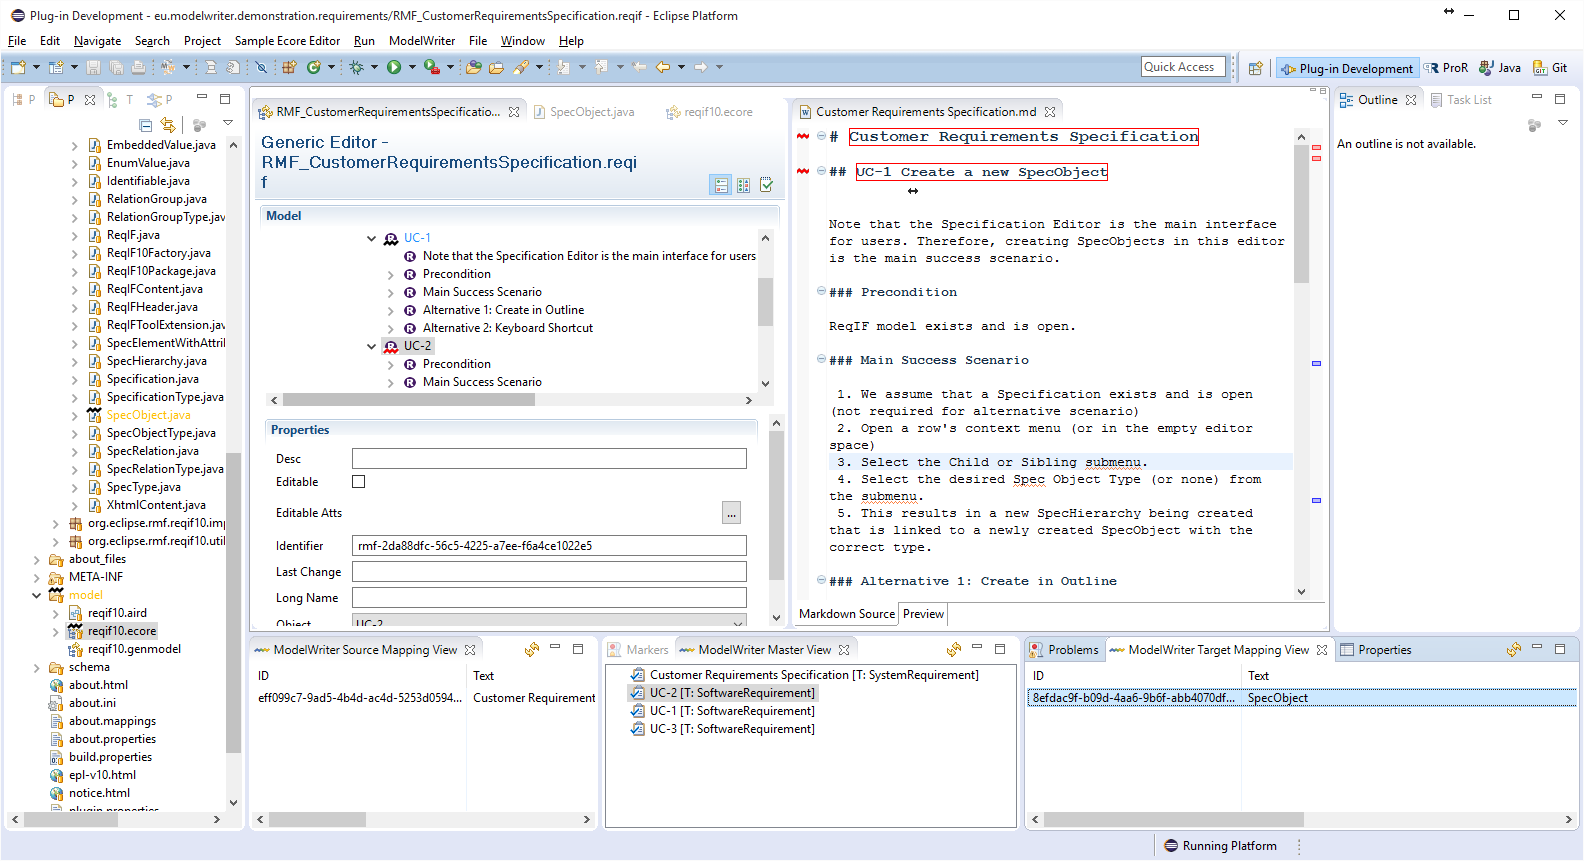 Plug-in Development - eu.modelwriter.demonstration.requirements/RMF_CustomerRequirementsSpecification.reqif - Eclipse Platform
File Edit Navigate Search Project Sample Ecore Editor Run ModelWriter File Window Help
Quick Access
Plug-in Development ProR Java Git
P P T P
EmbeddedValue.java
EnumValue.java
Identifiable.java
RelationGroup.java
RelationGroupType.jav
ReqIF.java
ReqIF10Factory.java
ReqIF10Package.java
ReqIFContent.java
ReqIFHeader.java
ReqIFToolExtension.jav
SpecElementWithAttril
SpecHierarchy.java
Specification.java
SpecificationType.java
SpecObject.java
SpecObjectType.java
SpecRelation.java
SpecRelationType.java
SpecType.java
XhtmlContent.java
org.eclipse.rmf.reqif10.imp
org.eclipse.rmf.reqif10.util
about_files
META-INF
model
reqif10.aird
reqif10.ecore
reqif10.genmodel
schema
about.html
about.ini
about.mappings
about.properties
build.properties
epl-v10.html
notice.html
plugin.properties
RMF_CustomerRequirementsSpecificatio... SpecObject.java reqif10.ecore
Generic Editor -
RMF_CustomerRequirementsSpecification.reqi
f
Model
UC-1
Note that the Specification Editor is the main interface for users
Precondition
Main Success Scenario
Alternative 1: Create in Outline
Alternative 2: Keyboard Shortcut
UC-2
Precondition
Main Success Scenario
Properties
Desc
Editable
Editable Atts ...
Identifier rmf-2da88dfc-56c5-4225-a7ee-f6a4ce1022e5
Last Change
Long Name
Object UC-2
Customer Requirements Specification.md
# Customer Requirements Specification
## UC-1 Create a new SpecObject
Note that the Specification Editor is the main interface
for users. Therefore, creating SpecObjects in this editor
is the main success scenario.
### Precondition
ReqIF model exists and is open.
### Main Success Scenario
1. We assume that a Specification exists and is open
(not required for alternative scenario)
2. Open a row's context menu (or in the empty editor
space)
3. Select the Child or Sibling submenu.
4. Select the desired Spec Object Type (or none) from
the submenu.
5. This results in a new SpecHierarchy being created
that is linked to a newly created SpecObject with the
correct type.
### Alternative 1: Create in Outline
Markdown Source Preview
Outline Task List
An outline is not available.
ModelWriter Source Mapping View
ID Text
eff099c7-9ad5-4b4d-ac4d-5253d0594... Customer Requirement
Markers ModelWriter Master View
Customer Requirements Specification [T: SystemRequirement]
UC-2 [T: SoftwareRequirement]
UC-1 [T: SoftwareRequirement]
UC-3 [T: SoftwareRequirement]
Problems ModelWriter Target Mapping View Properties
ID Text
8efdac9f-b09d-4aa6-9b6f-abb4070df... SpecObject
Running Platform